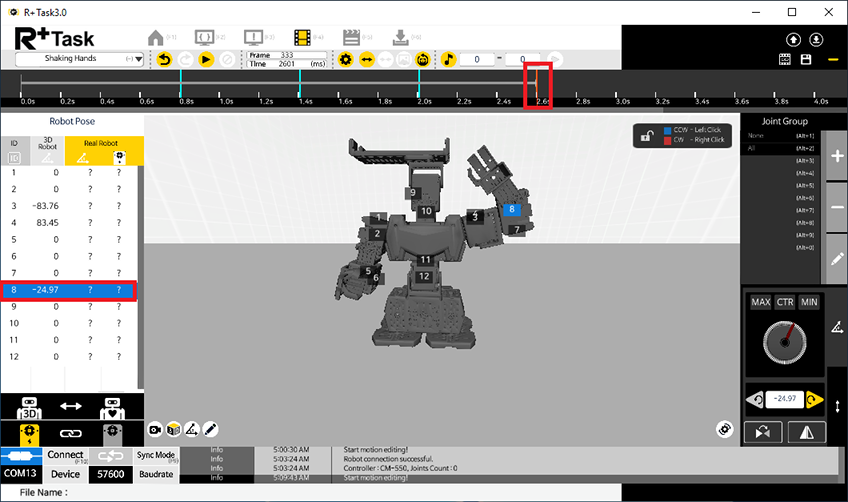 R+Task3.0
R+Task
(F1) (F2) (F3) (F4) (F5) (F6)
Shaking Hands (-)
Frame 333
Time 2601 (ms)
0 - 0
0.0s 0.2s 0.4s 0.6s 0.8s 1.0s 1.2s 1.4s 1.6s 1.8s 2.0s 2.2s 2.4s 2.6s 2.8s 3.0s 3.2s 3.4s 3.6s 3.8s 4.0s
Robot Pose
ID 3D Robot Real Robot
ID
1 0 ? ?
2 0 ? ?
3 -83.76 ? ?
4 83.45 ? ?
5 0 ? ?
6 0 ? ?
7 0 ? ?
8 -24.97 ? ?
9 0 ? ?
10 0 ? ?
11 0 ? ?
12 0 ? ?
3D
CCW - Left Click
CW - Right Click
9
10
1
2
3
8
7
11
12
5
6
Joint Group
None (Alt+1)
All (Alt+2)
(Alt+3)
(Alt+4)
(Alt+5)
(Alt+6)
(Alt+7)
(Alt+8)
(Alt+9)
(Alt+0)
MAX CTR MIN
-24.97
Connect (F10)
Sync Mode (F9)
COM13 Device 57600 Baudrate
Info 5:00:30 AM Start motion editing!
Info 5:03:24 AM Robot connection successful.
Info 5:03:24 AM Controller : CM-550, Joints Count : 0
Info 5:09:43 AM Start motion editing!
File Name :